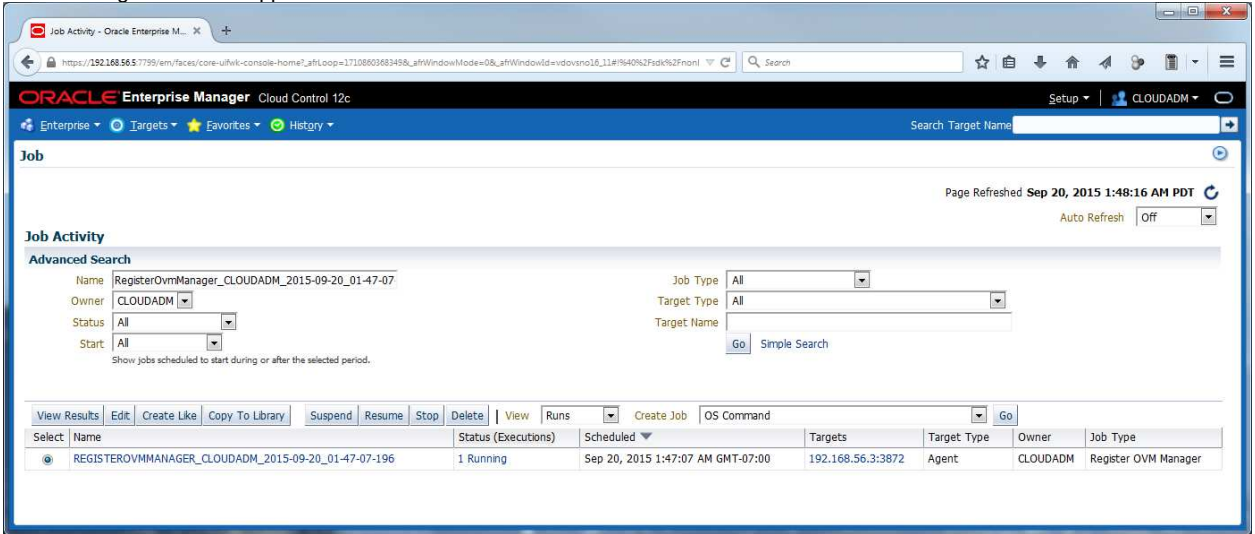 Job Activity - Oracle Enterprise M...
https://192.168.56.5:7799/em/faces/core-uifwk-console-home?_afrLoop=1710860368349&_afrWindowMode=0&_afrWindowId=vdovsno16_11#!%40%2Fsdk%2Fnonl Search
ORACLE Enterprise Manager Cloud Control 12c Setup CLOUDADM
Enterprise Targets Favorites History Search Target Name
Job
Page Refreshed Sep 20, 2015 1:48:16 AM PDT
Auto Refresh Off
Job Activity
Advanced Search
Name RegisterOvmManager_CLOUDADM_2015-09-20_01-47-07 Job Type All
Owner CLOUDADM Target Type All
Status All Target Name
Start All Go Simple Search
Show jobs scheduled to start during or after the selected period.
View Results Edit Create Like Copy To Library Suspend Resume Stop Delete View Runs Create Job OS Command Go
Select Name Status (Executions) Scheduled Targets Target Type Owner Job Type
REGISTEROVMMANAGER_CLOUDADM_2015-09-20_01-47-07-196 1 Running Sep 20, 2015 1:47:07 AM GMT-07:00 192.168.56.3:3872 Agent CLOUDADM Register OVM Manager